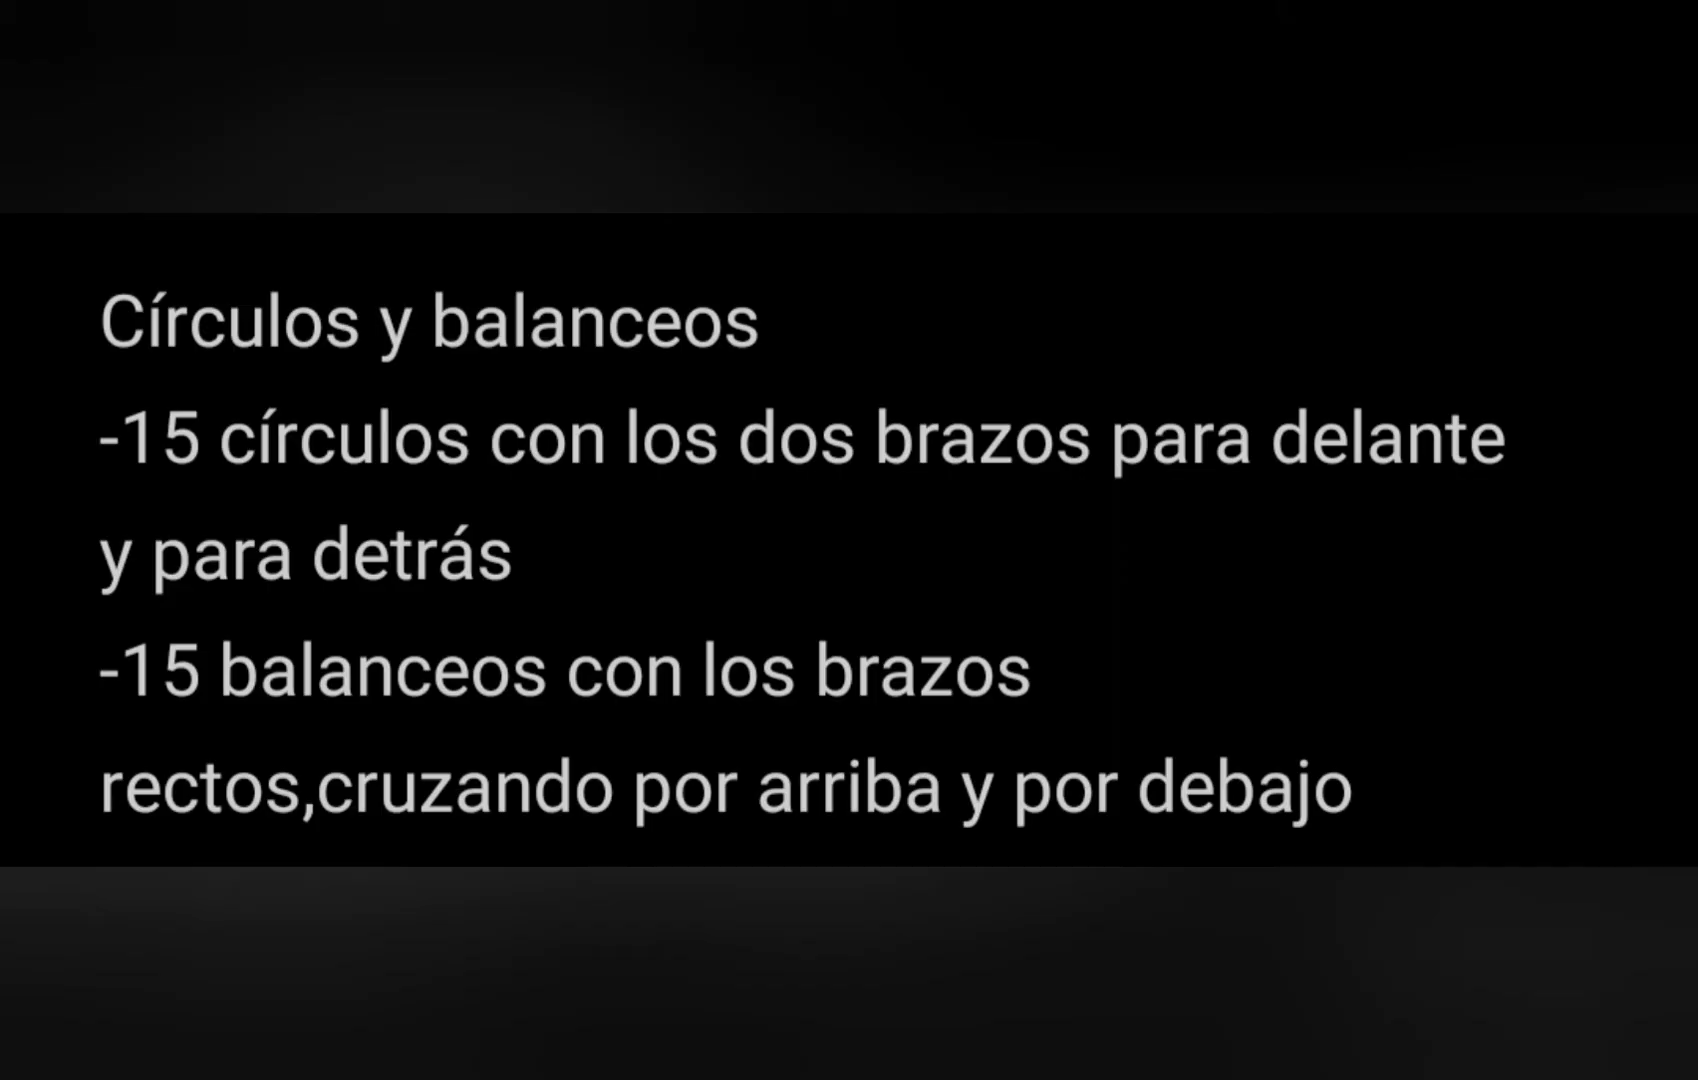 Círculos y balanceos
-15 círculos con los dos brazos para delante
y para detrás
-15 balanceos con los brazos
rectos,cruzando por arriba y por debajo